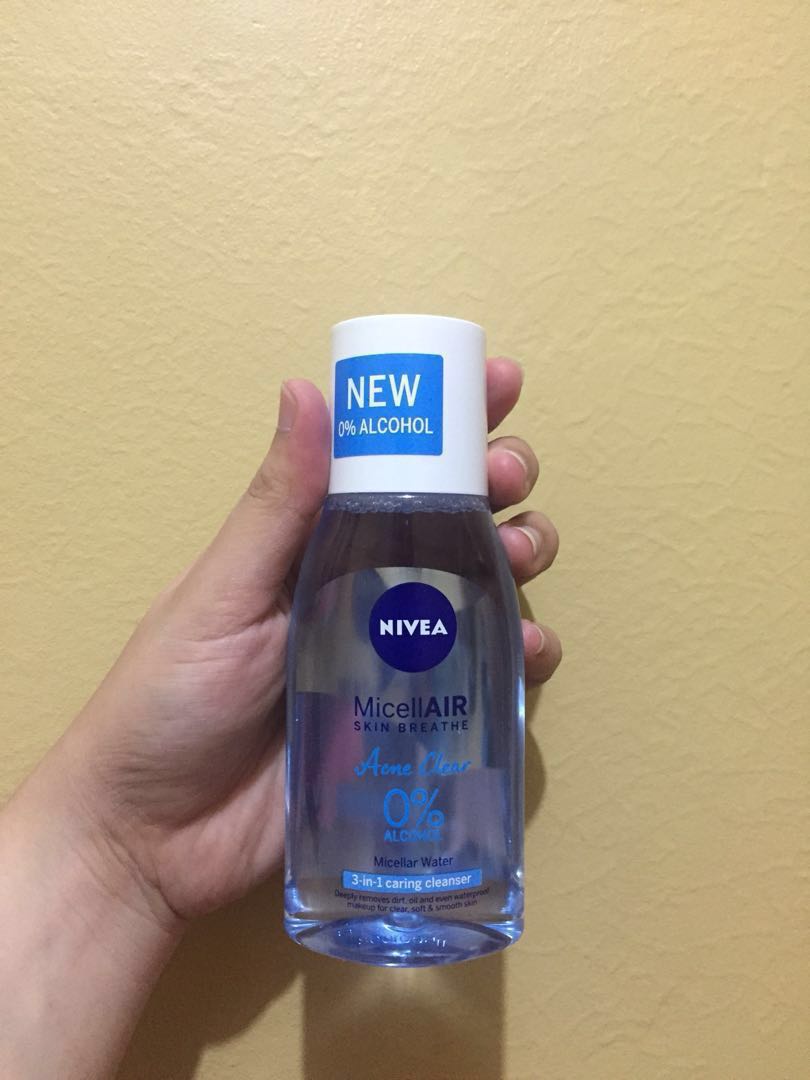 NEW
0% ALCOHOL
NIVEA
MicellAIR
SKIN BREATHE
Acne Clear
0%
ALCOHOL
Micellar Water
3-in-1 caring cleanser
Deeply removes dirt, oil and even waterproof
makeup for clear, soft & smooth skin